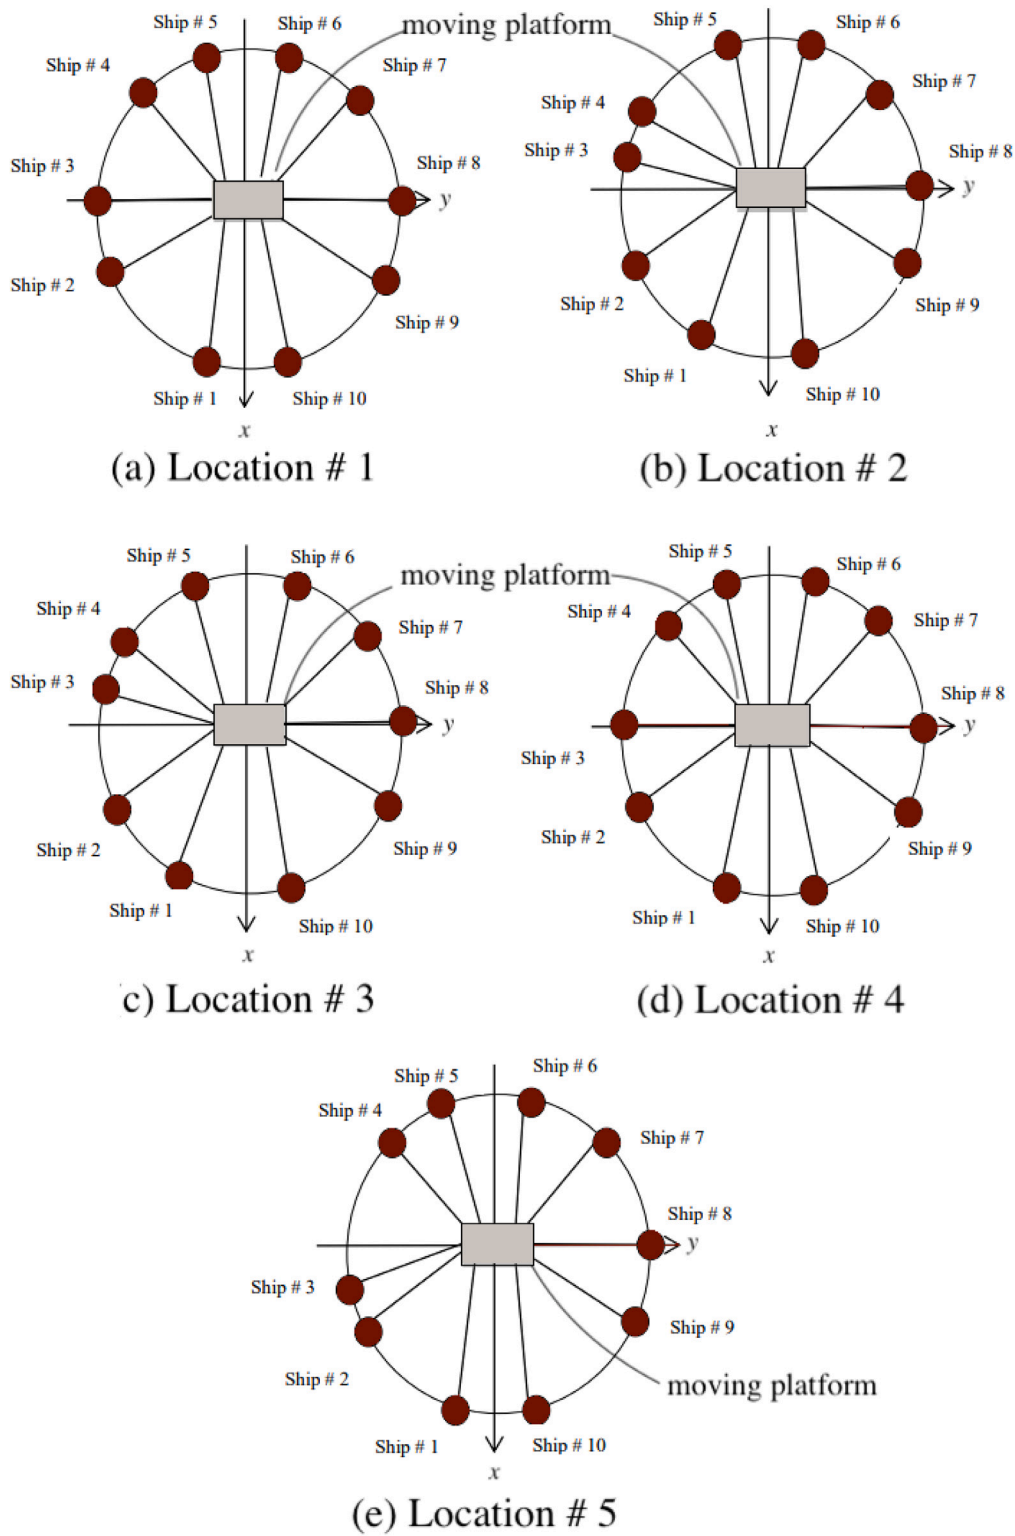 Ship # 5
Ship # 6
moving platform
Ship # 5
Ship # 6
Ship # 4
Ship # 7
Ship # 7
Ship # 4
Ship # 3
Ship # 8
Ship # 3
Ship # 8
y
y
Ship # 2
Ship # 9
Ship # 2
Ship # 9
Ship # 1
Ship # 10
Ship # 1
Ship # 10
x
x
(a) Location # 1
(b) Location # 2
Ship # 5
Ship # 6
moving platform
Ship # 5
Ship # 6
Ship # 4
Ship # 7
Ship # 4
Ship # 7
Ship # 3
Ship # 8
Ship # 8
y
y
Ship # 3
Ship # 2
Ship # 9
Ship # 2
Ship # 9
Ship # 1
Ship # 10
Ship # 1
Ship # 10
x
x
c) Location # 3
(d) Location # 4
Ship # 5
Ship # 6
Ship # 4
Ship # 7
Ship # 8
y
Ship # 3
Ship # 9
Ship # 2
moving platform
Ship # 1
Ship # 10
x
(e) Location # 5